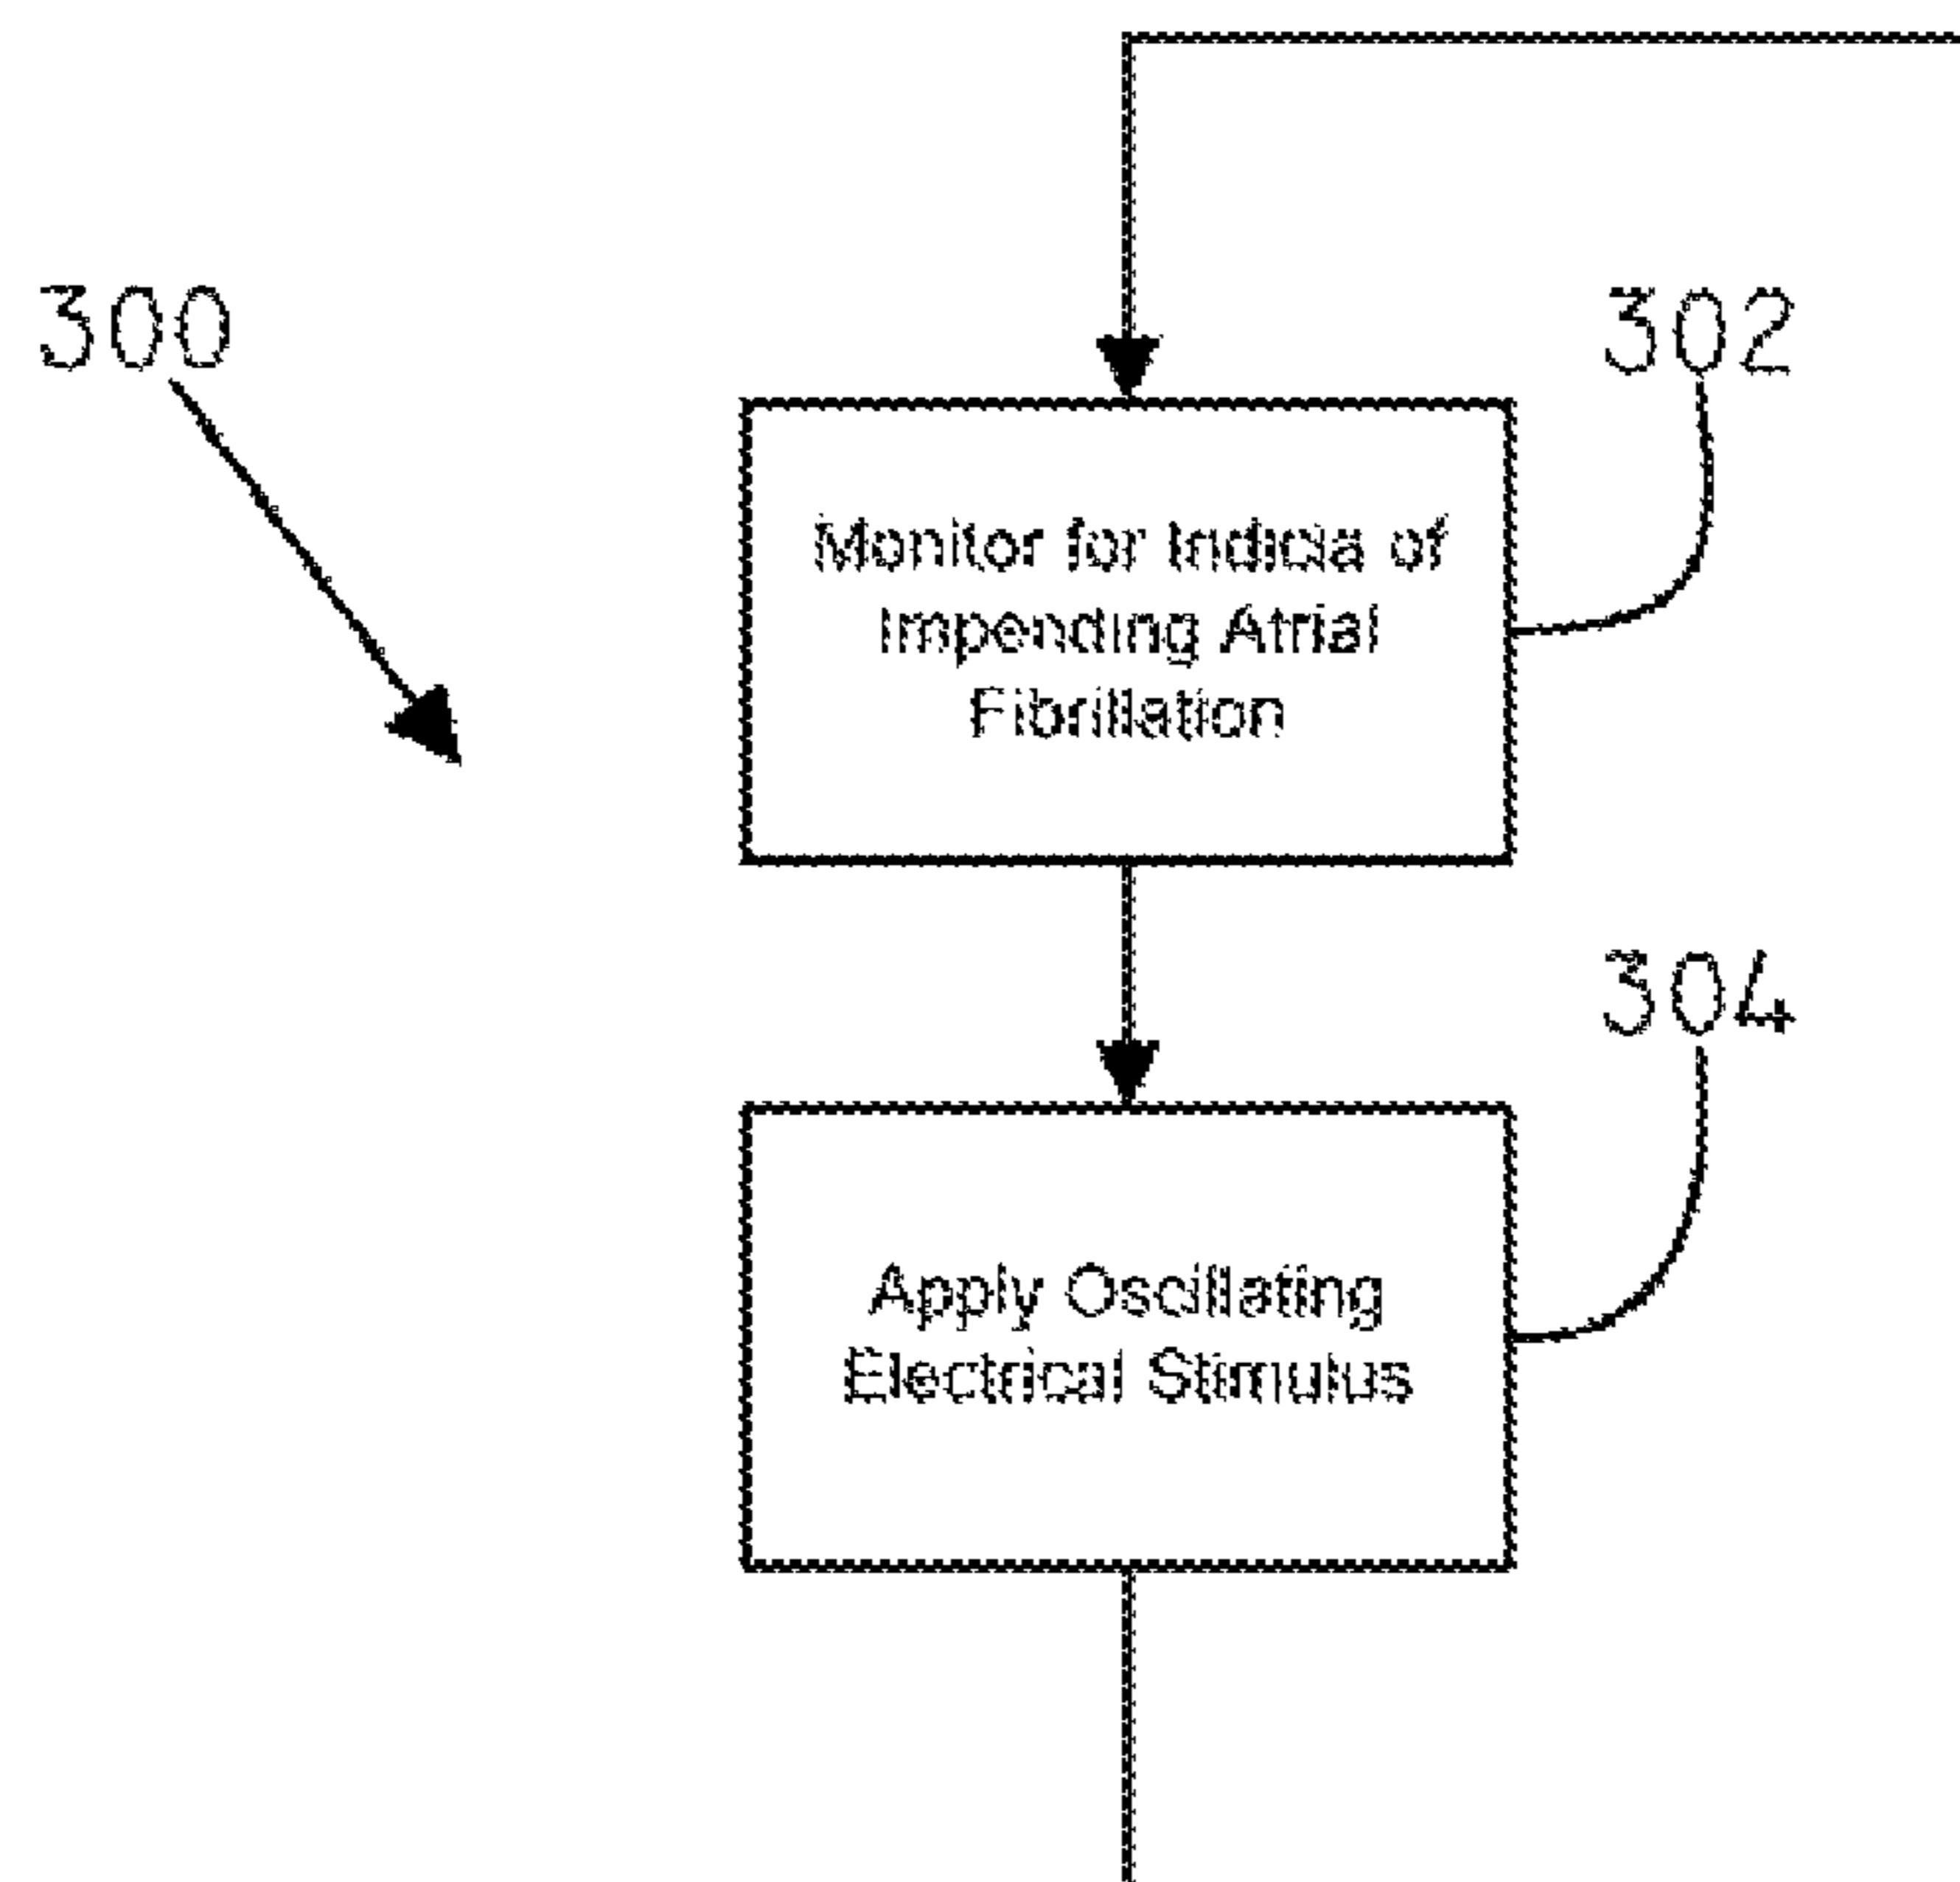 300
302
Monitor for Indicia of
Impending Atrial
Fibrillation
304
Apply Oscillating
Electrical Stimulus